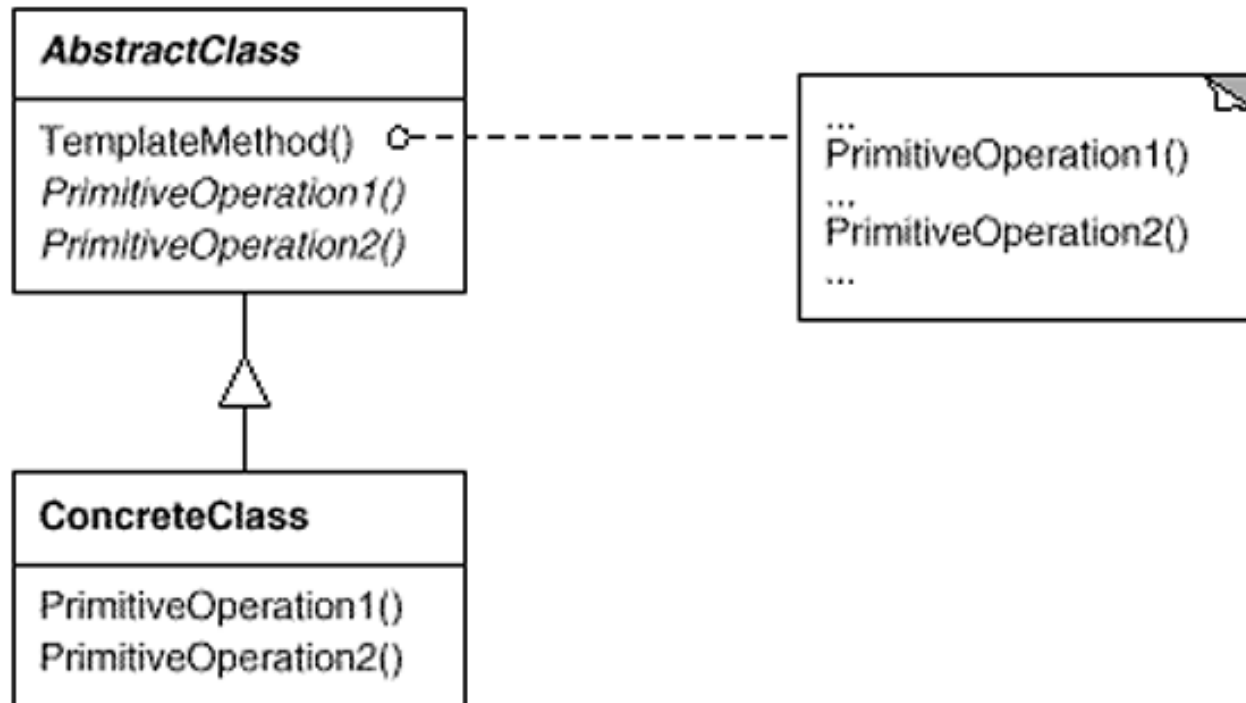 AbstractClass
TemplateMethod()
PrimitiveOperation1()
PrimitiveOperation2()
...
PrimitiveOperation1()
...
PrimitiveOperation2()
...
ConcreteClass
PrimitiveOperation1()
PrimitiveOperation2()